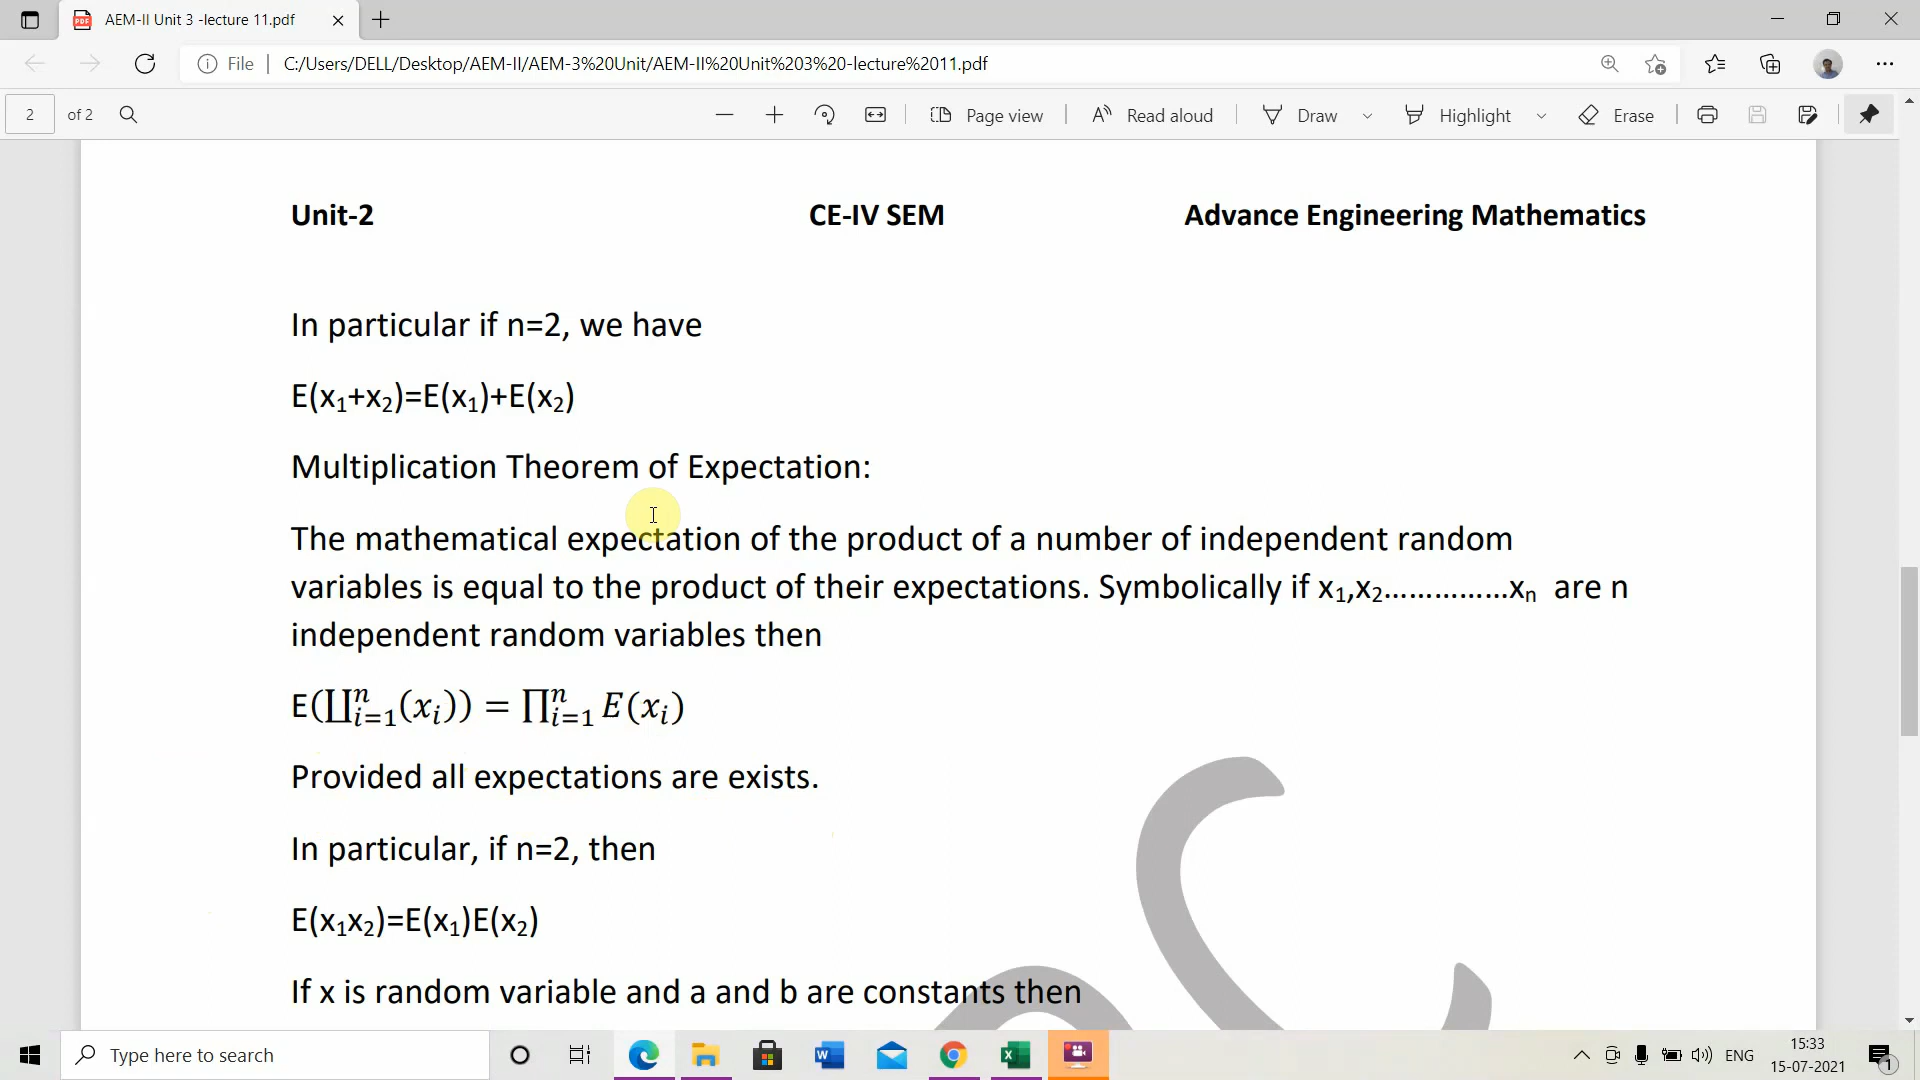 AEM-II Unit 3 -lecture 11.pdf
File C:/Users/DELL/Desktop/AEM-II/AEM-3%20Unit/AEM-II%20Unit%203%20-lecture%2011.pdf
2 of 2 Page view Read aloud Draw Highlight Erase
Unit-2 CE-IV SEM Advance Engineering Mathematics
In particular if n=2, we have
E(x₁+x₂)=E(x₁)+E(x₂)
Multiplication Theorem of Expectation:
The mathematical expectation of the product of a number of independent random
variables is equal to the product of their expectations. Symbolically if x₁,x₂……………xₙ are n
independent random variables then
E(∐ⁿᵢ₌₁(xᵢ)) = ∏ⁿᵢ₌₁ E(xᵢ)
Provided all expectations are exists.
In particular, if n=2, then
E(x₁x₂)=E(x₁)E(x₂)
If x is random variable and a and b are constants then
Type here to search
ENG
15:33
15-07-2021
1